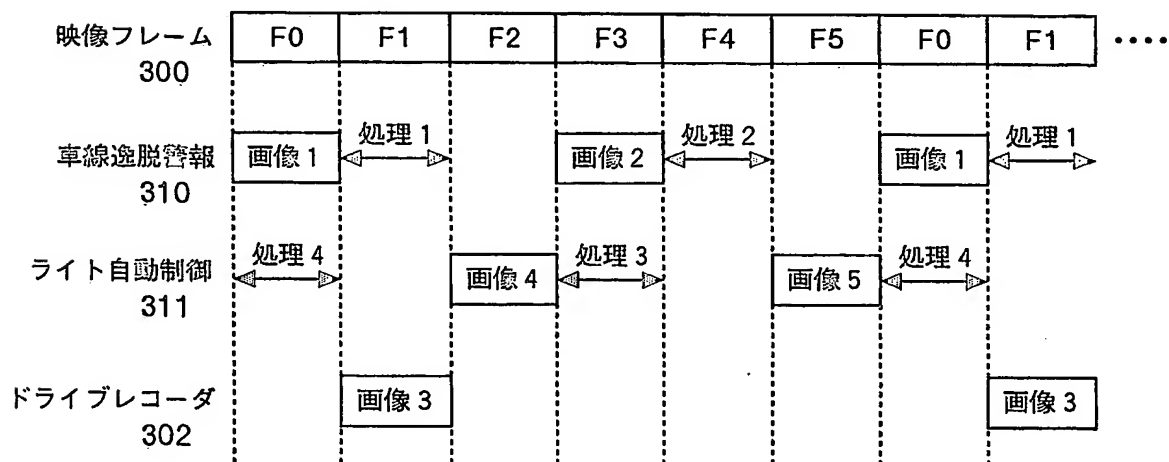 映像フレーム F0 F1 F2 F3 F4 F5 F0 F1 ····
300
車線逸脱警報 画像1 処理1 画像2 処理2 画像1 処理1
310
ライト自動制御 処理4 画像4 処理3 画像5 処理4
311
ドライブレコーダ 画像3 画像3
302